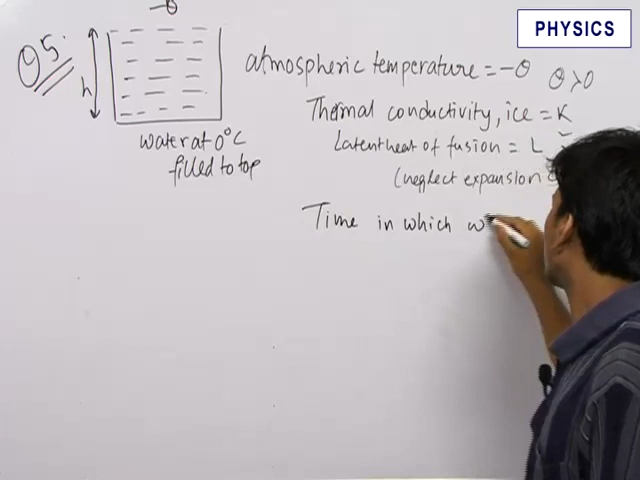 PHYSICS
Q5.
-θ
h
water at 0°C
filled to top
atmospheric temperature = -θ θ>0
Thermal conductivity, ice = K
Latent heat of fusion = L
(neglect expansion
Time in which w